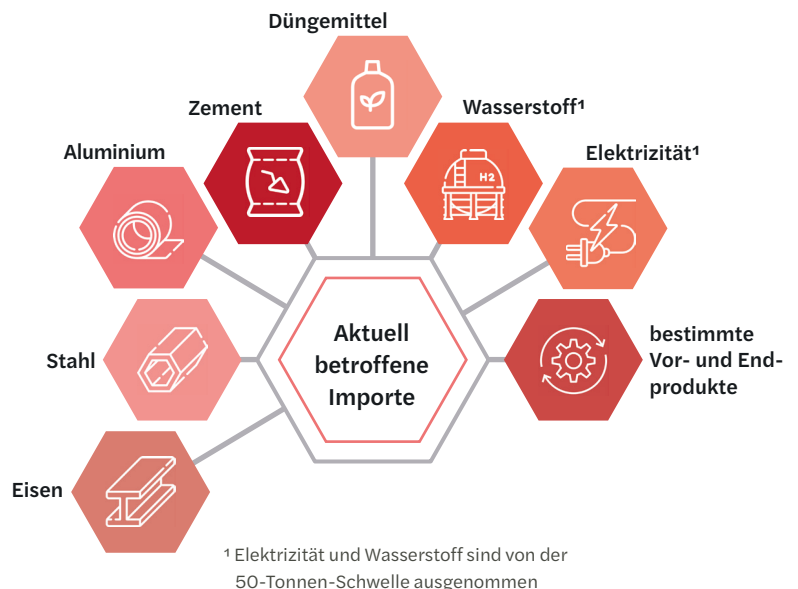 Düngemittel
Zement
Wasserstoff¹
Aluminium
Elektrizität¹
H2
Aktuell
betroffene
Importe
Stahl
bestimmte
Vor- und End-
produkte
Eisen
¹ Elektrizität und Wasserstoff sind von der
50-Tonnen-Schwelle ausgenommen